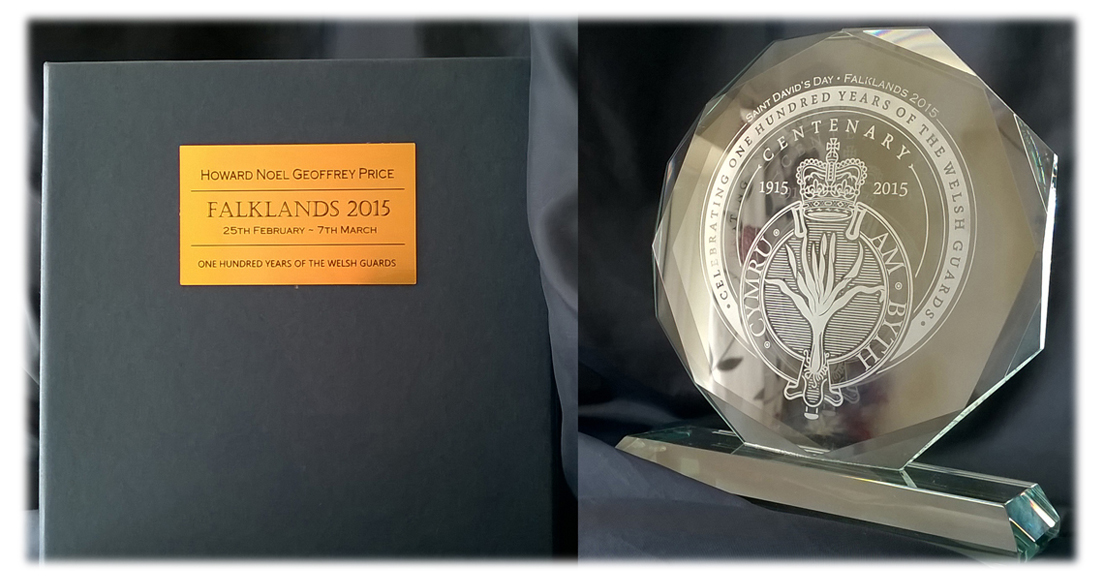 HOWARD NOEL GEOFFREY PRICE
FALKLANDS 2015
25TH FEBRUARY – 7TH MARCH
ONE HUNDRED YEARS OF THE WELSH GUARDS
SAINT DAVID'S DAY • FALKLANDS 2015
• CELEBRATING ONE HUNDRED YEARS OF THE WELSH GUARDS •
CENTENARY
1915 2015
• CYMRU • AM • BYTH •